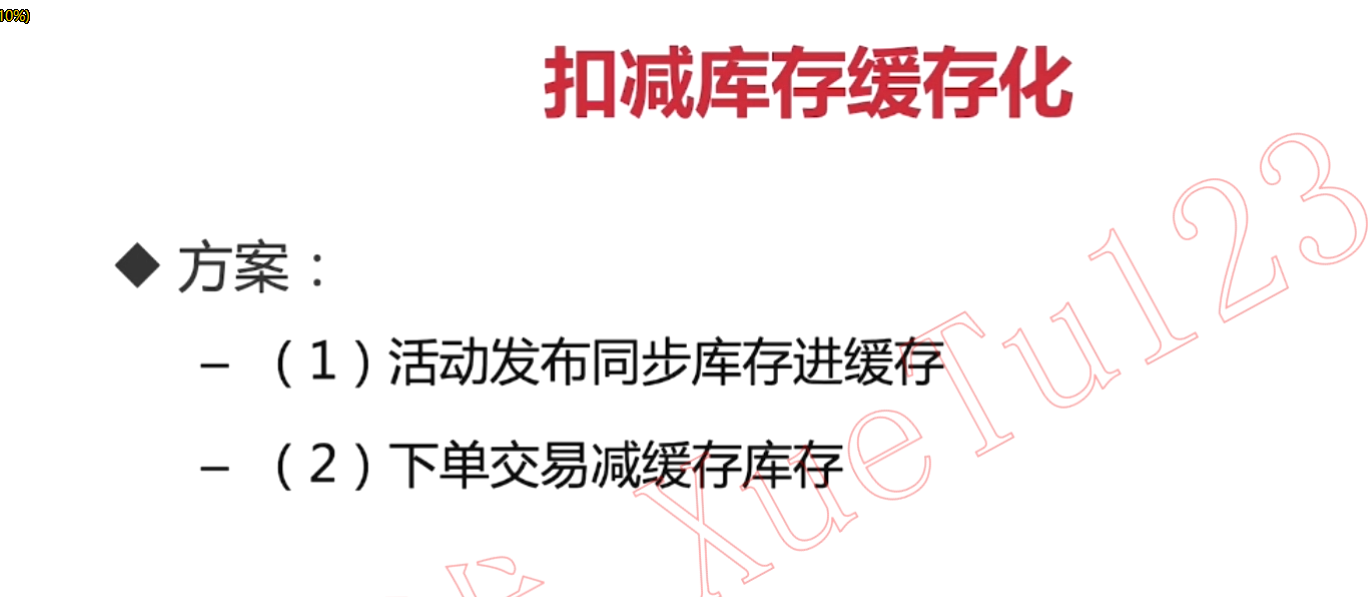 10%)
扣减库存缓存化
◆ 方案：
– （1）活动发布同步库存进缓存
– （2）下单交易减缓存库存
XueTu123